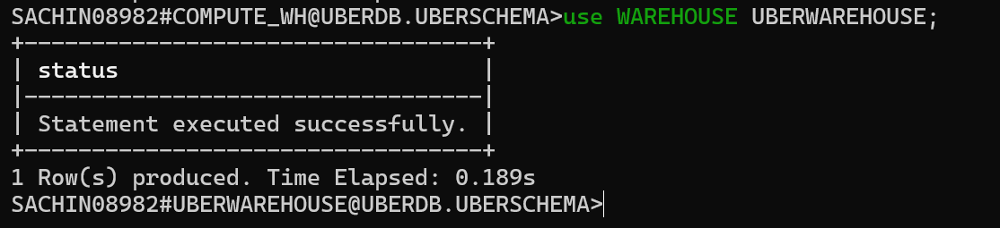 SACHIN08982#COMPUTE_WH@UBERDB.UBERSCHEMA>use WAREHOUSE UBERWAREHOUSE;
+----------------------------------+
| status                           |
|----------------------------------|
| Statement executed successfully. |
+----------------------------------+
1 Row(s) produced. Time Elapsed: 0.189s
SACHIN08982#UBERWAREHOUSE@UBERDB.UBERSCHEMA>